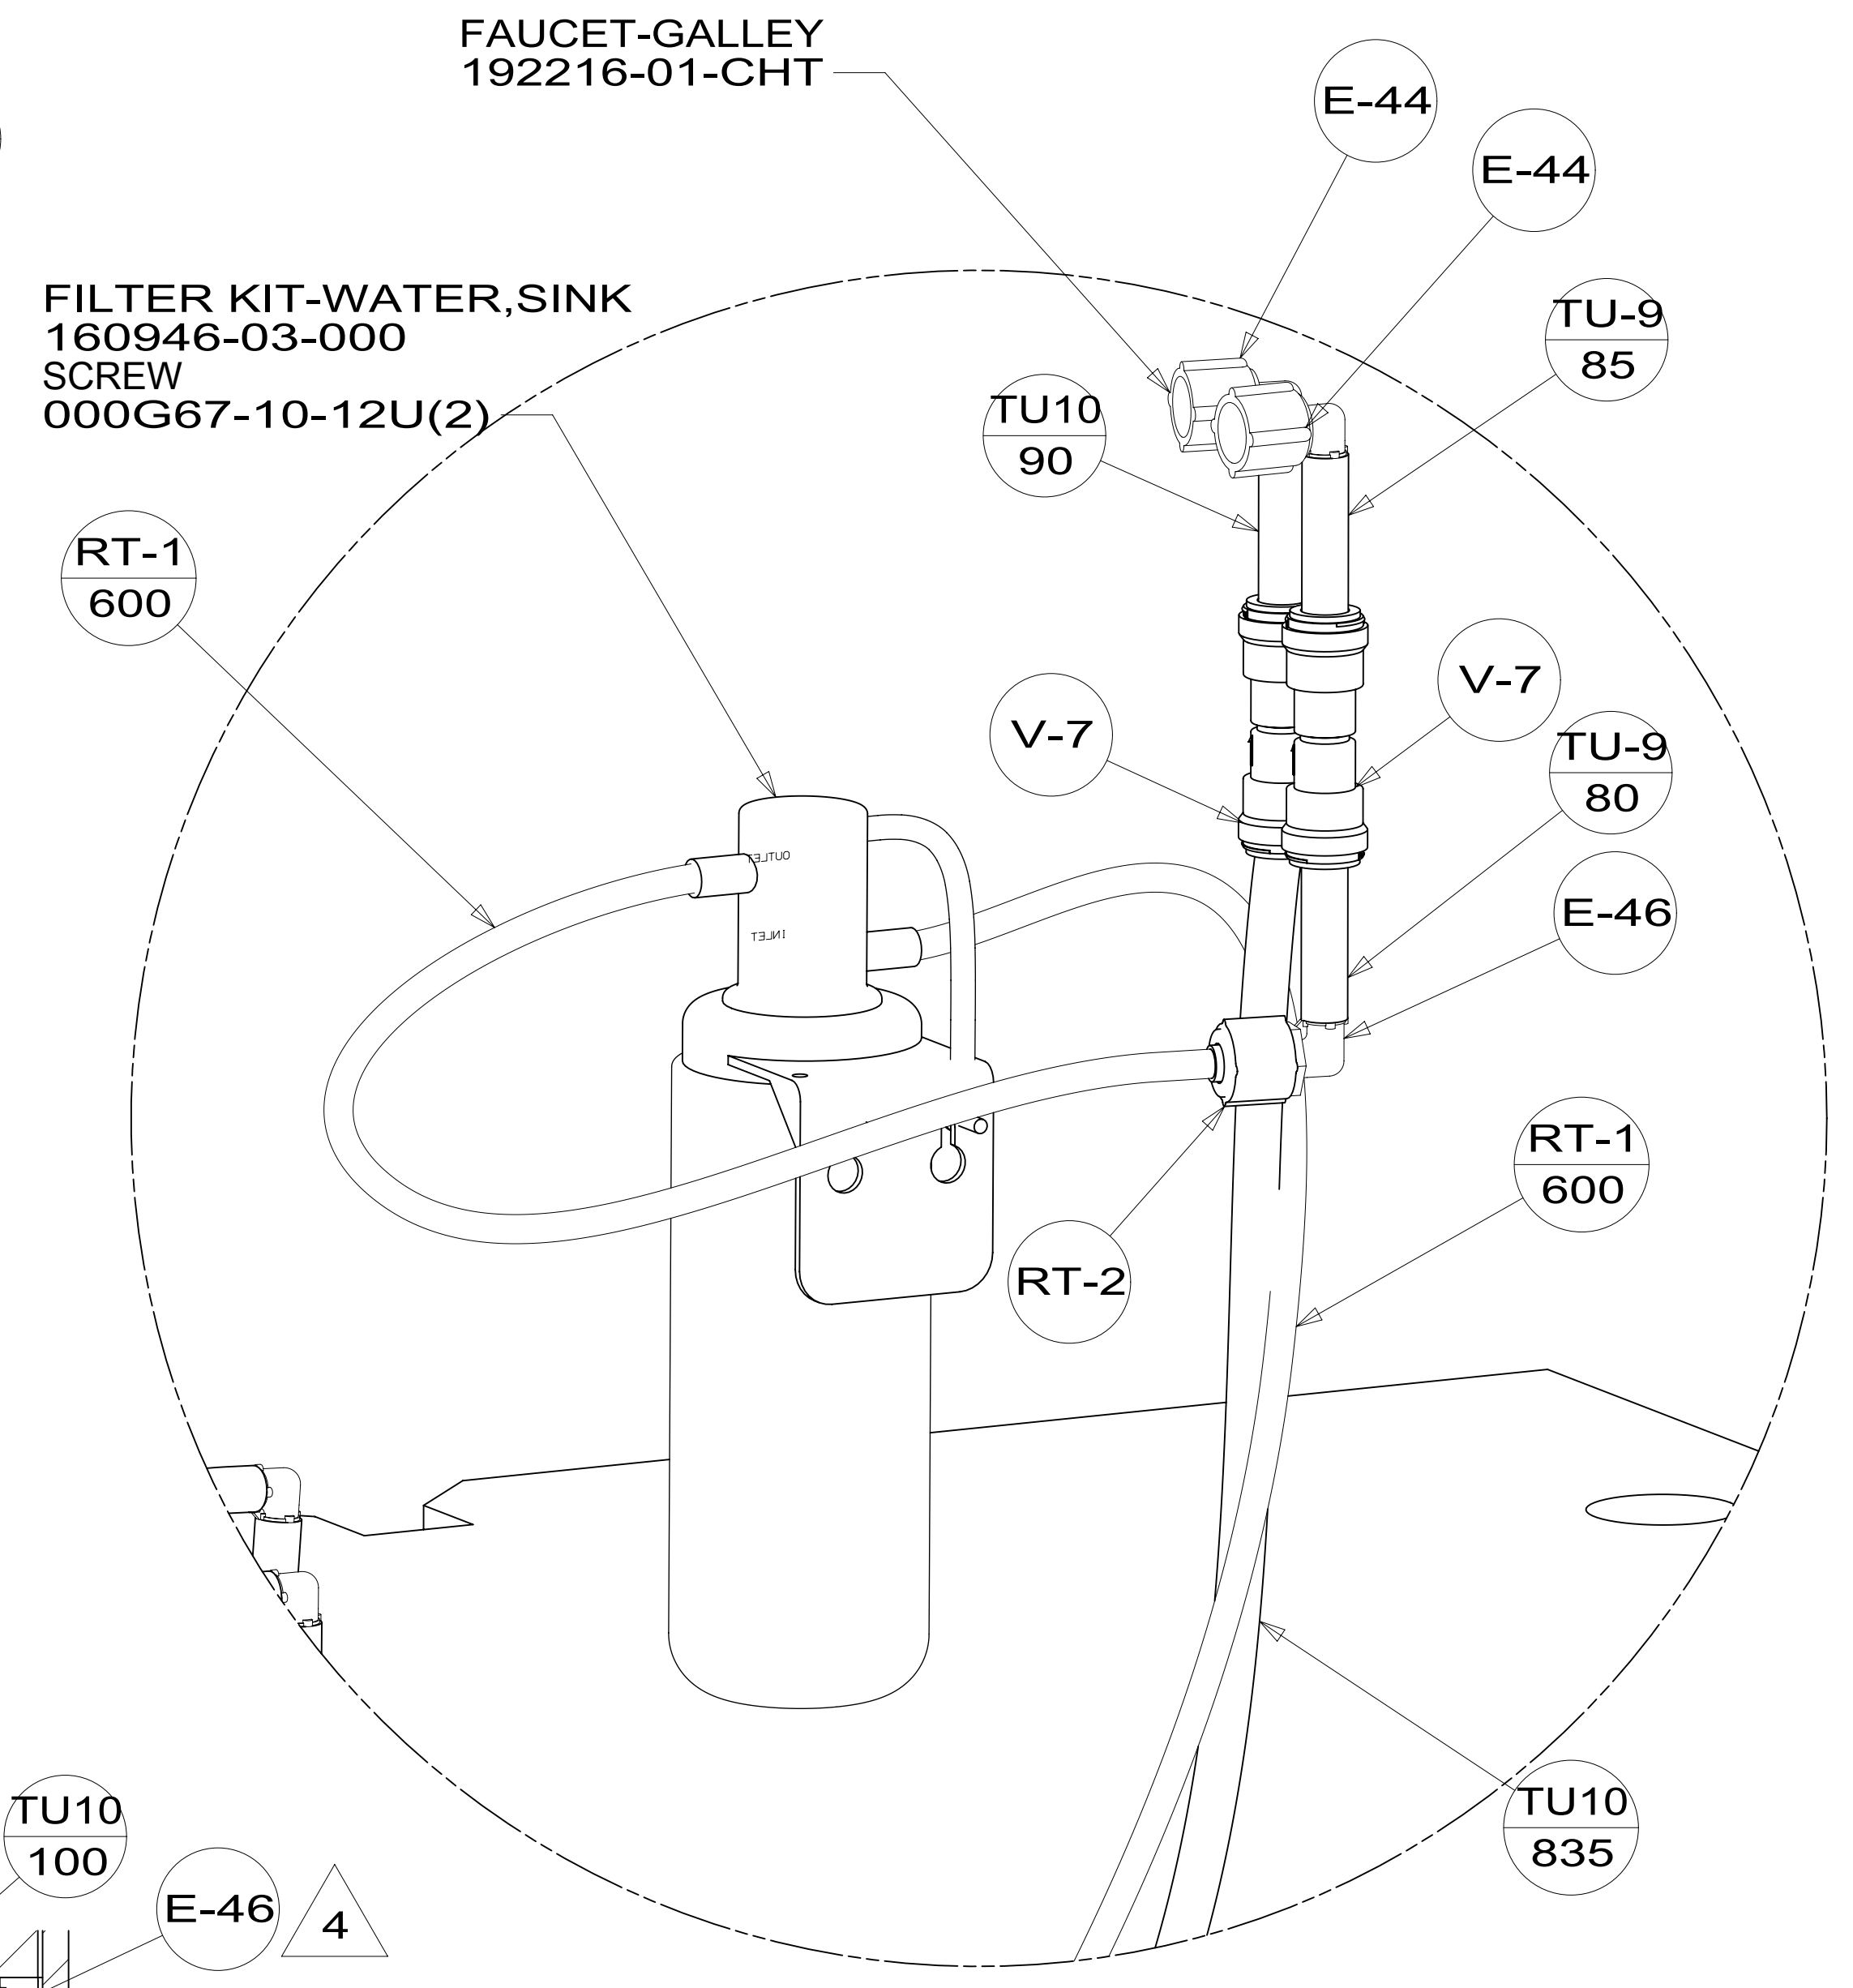 FAUCET-GALLEY
192216-01-CHT
E-44
E-44
FILTER KIT-WATER,SINK
160946-03-000
SCREW
000G67-10-12U(2)
TU-9
85
TU10
90
RT-1
600
V-7
V-7
TU-9
80
OUTLET
INLET
E-46
RT-1
600
RT-2
TU10
835
TU10
100
E-46
4